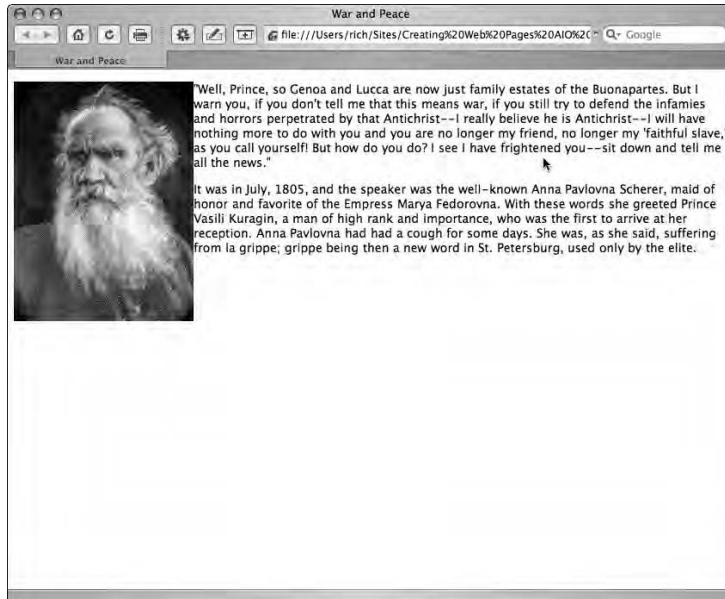 War and Peace
file:///Users/rich/Sites/Creating%20Web%20Pages%20AIO%20(
Google
War and Peace
"Well, Prince, so Genoa and Lucca are now just family estates of the Buonapartes. But I
warn you, if you don't tell me that this means war, if you still try to defend the infamies
and horrors perpetrated by that Antichrist--I really believe he is Antichrist--I will have
nothing more to do with you and you are no longer my friend, no longer my 'faithful slave,'
as you call yourself! But how do you do? I see I have frightened you--sit down and tell me
all the news."
It was in July, 1805, and the speaker was the well-known Anna Pavlovna Scherer, maid of
honor and favorite of the Empress Marya Fedorovna. With these words she greeted Prince
Vasili Kuragin, a man of high rank and importance, who was the first to arrive at her
reception. Anna Pavlovna had had a cough for some days. She was, as she said, suffering
from la grippe; grippe being then a new word in St. Petersburg, used only by the elite.